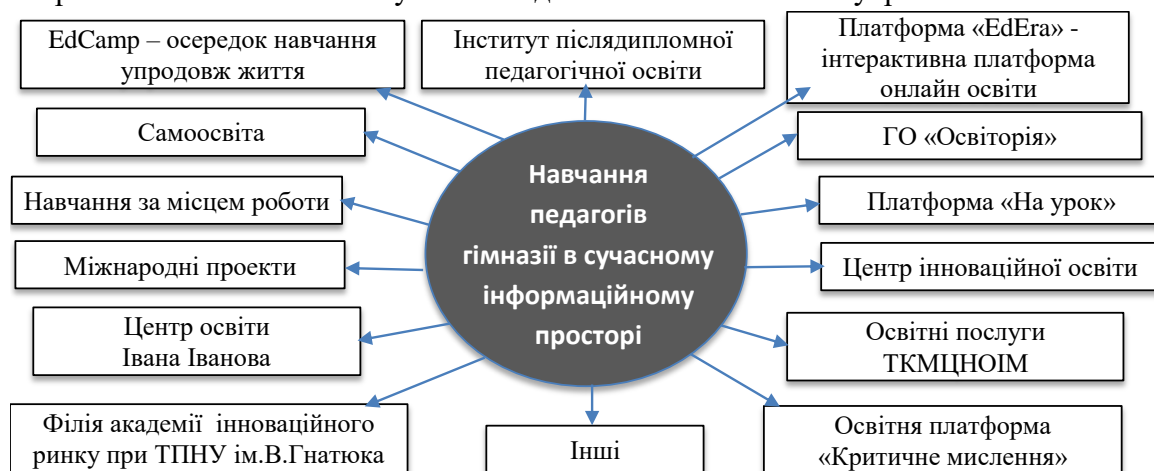 EdCamp – осередок навчання
упродовж життя
Інститут післядипломної
педагогічної освіти
Платформа «EdEra» -
інтерактивна платформа
онлайн освіти
Самоосвіта
ГО «Освіторія»
Навчання за місцем роботи
Платформа «На урок»
Міжнародні проекти
Центр інноваційної освіти
Центр освіти
Івана Іванова
Освітні послуги
ТКМЦНОІМ
Філія академії інноваційного
ринку при ТПНУ ім.В.Гнатюка
Інші
Освітня платформа
«Критичне мислення»
Навчання
педагогів
гімназії в сучасному
інформаційному
просторі